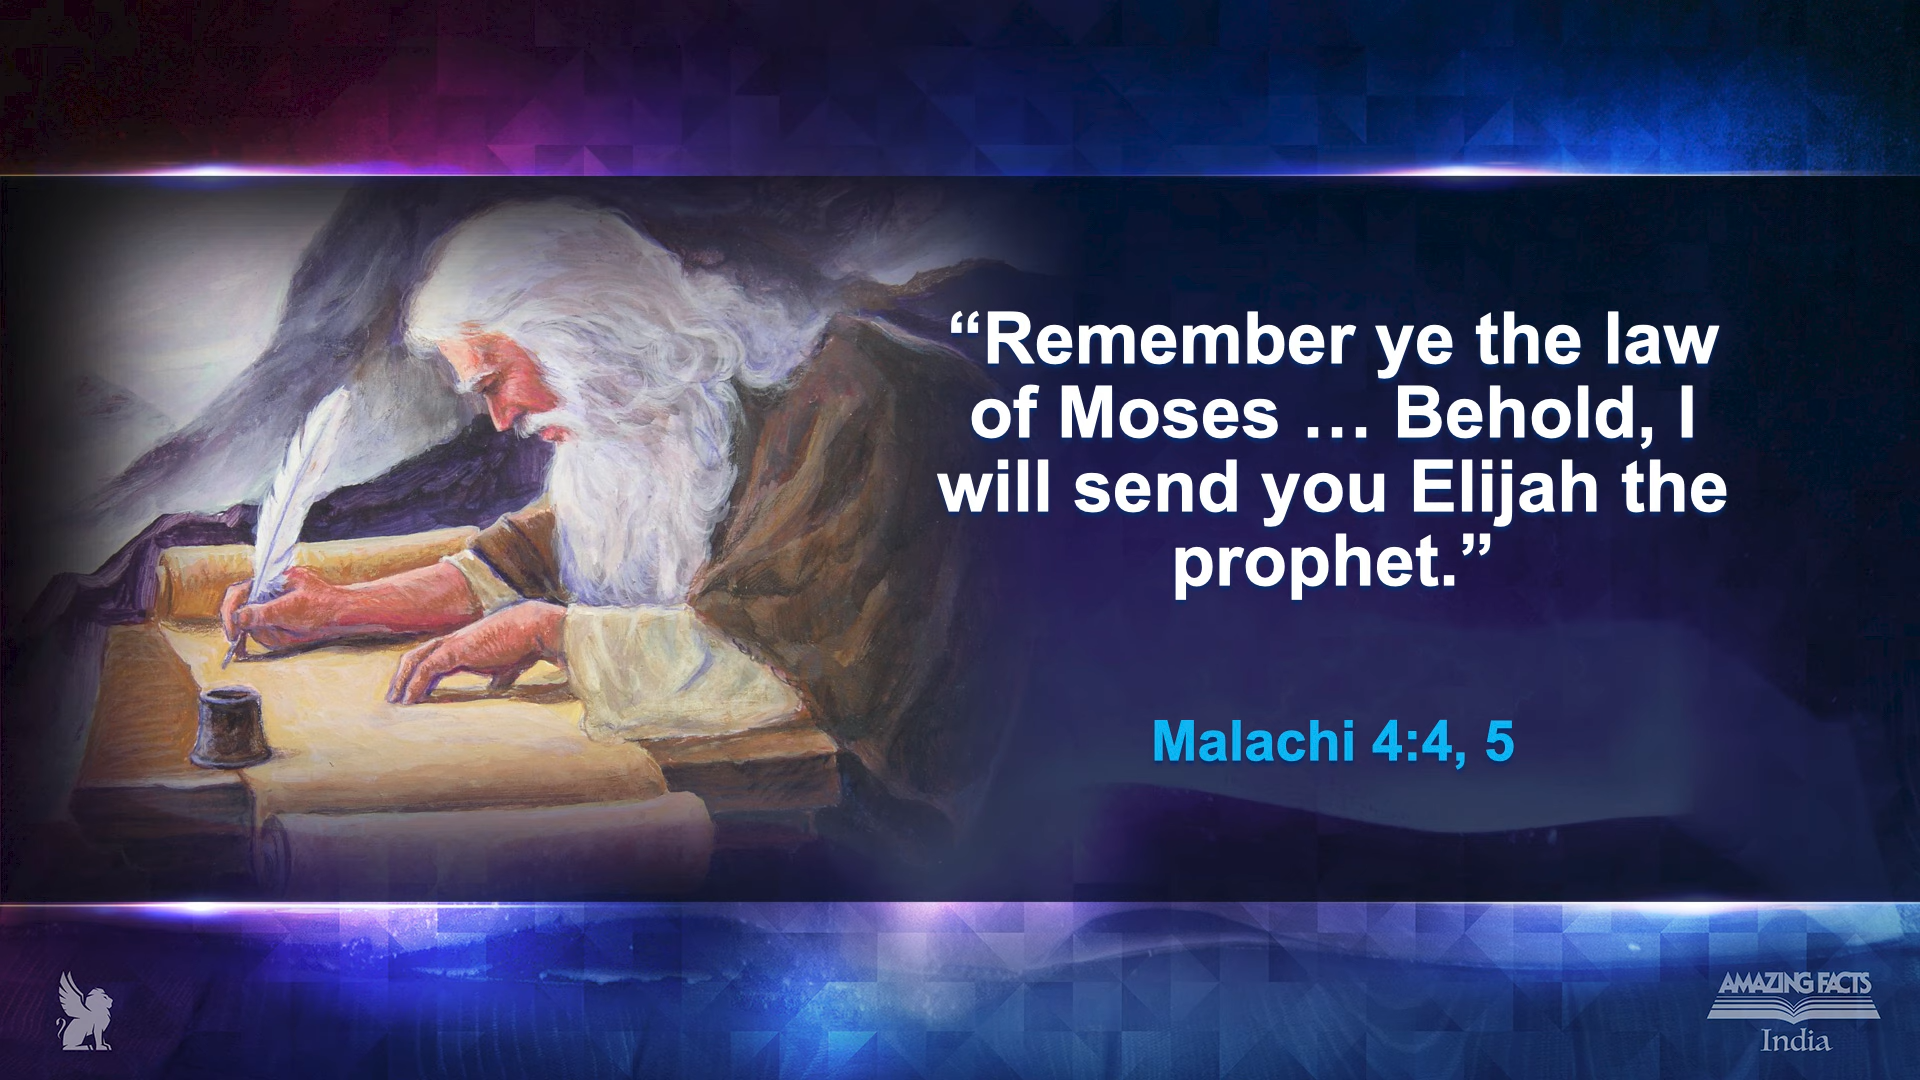 “Remember ye the law
of Moses … Behold, I
will send you Elijah the
prophet.”
Malachi 4:4, 5
AMAZING FACTS
India